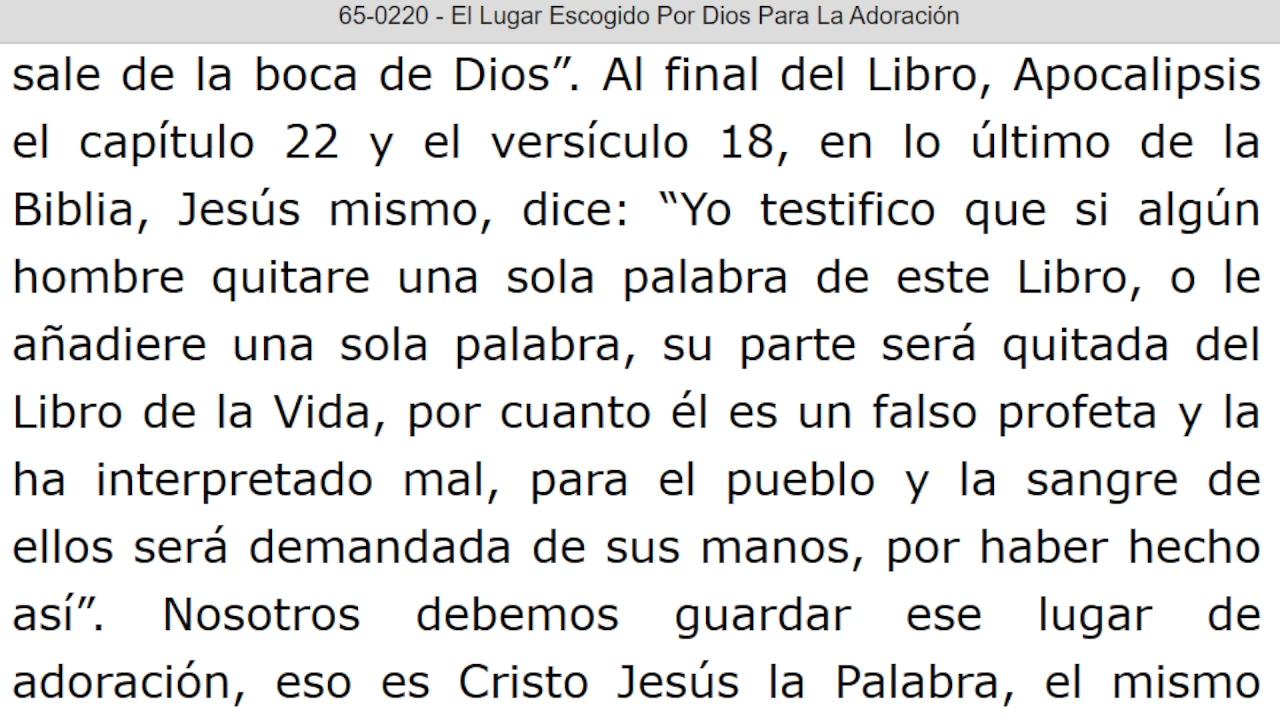 65-0220 - El Lugar Escogido Por Dios Para La Adoración
sale de la boca de Dios”. Al final del Libro, Apocalipsis
el capítulo 22 y el versículo 18, en lo último de la
Biblia, Jesús mismo, dice: “Yo testifico que si algún
hombre quitare una sola palabra de este Libro, o le
añadiere una sola palabra, su parte será quitada del
Libro de la Vida, por cuanto él es un falso profeta y la
ha interpretado mal, para el pueblo y la sangre de
ellos será demandada de sus manos, por haber hecho
así”. Nosotros debemos guardar ese lugar de
adoración, eso es Cristo Jesús la Palabra, el mismo